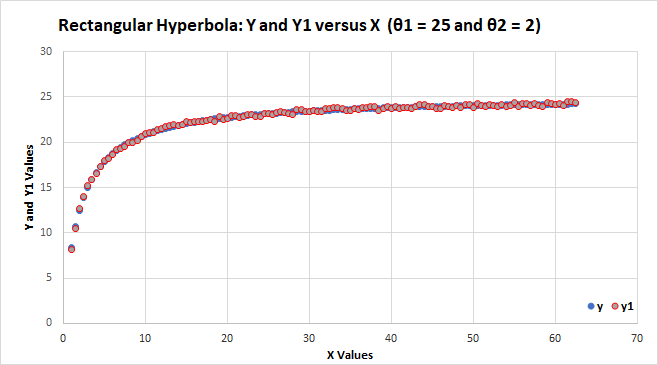 Rectangular Hyperbola: Y and Y1 versus X (θ1 = 25 and θ2 = 2)
30
25
20
15
10
5
0
Y and Y1 Values
0 10 20 30 40 50 60 70
X Values
y y1